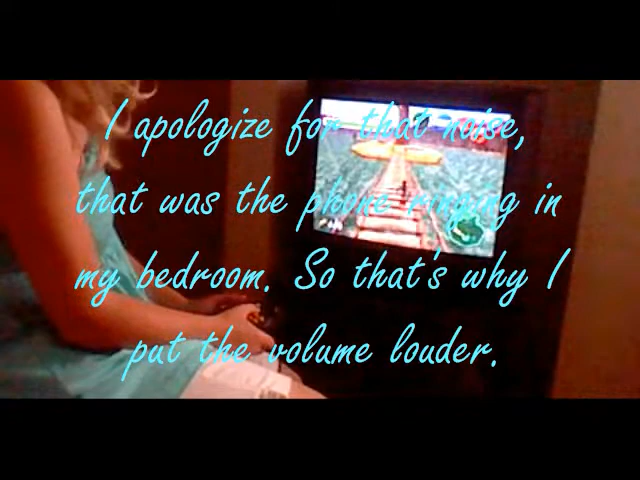 I apologize for that noise,
that was the phone ringing in
my bedroom. So that's why I
put the volume louder.